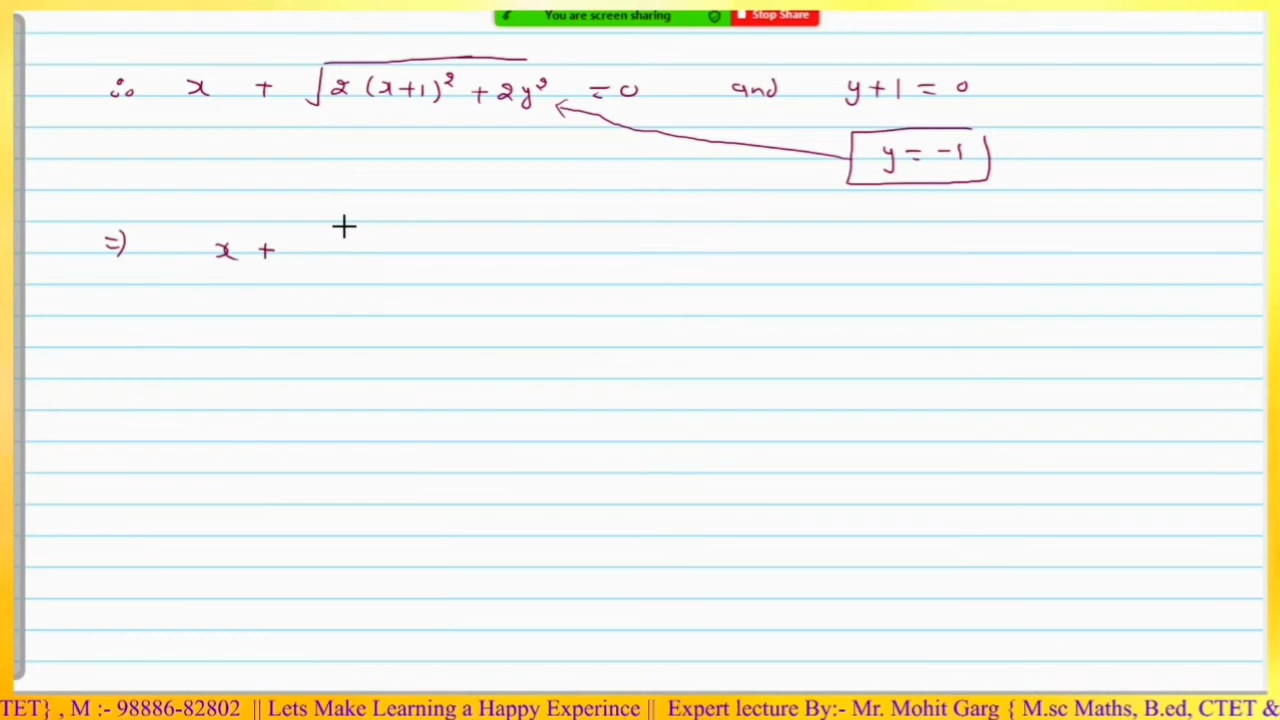 You are screen sharing Stop Share
∴ x + √2 (x+1)² + 2y² = 0 and y + 1 = 0
y = -1
⇒ x +
TET} , M :- 98886-82802 || Lets Make Learning a Happy Experince || Expert lecture By:- Mr. Mohit Garg { M.sc Maths, B.ed, CTET &